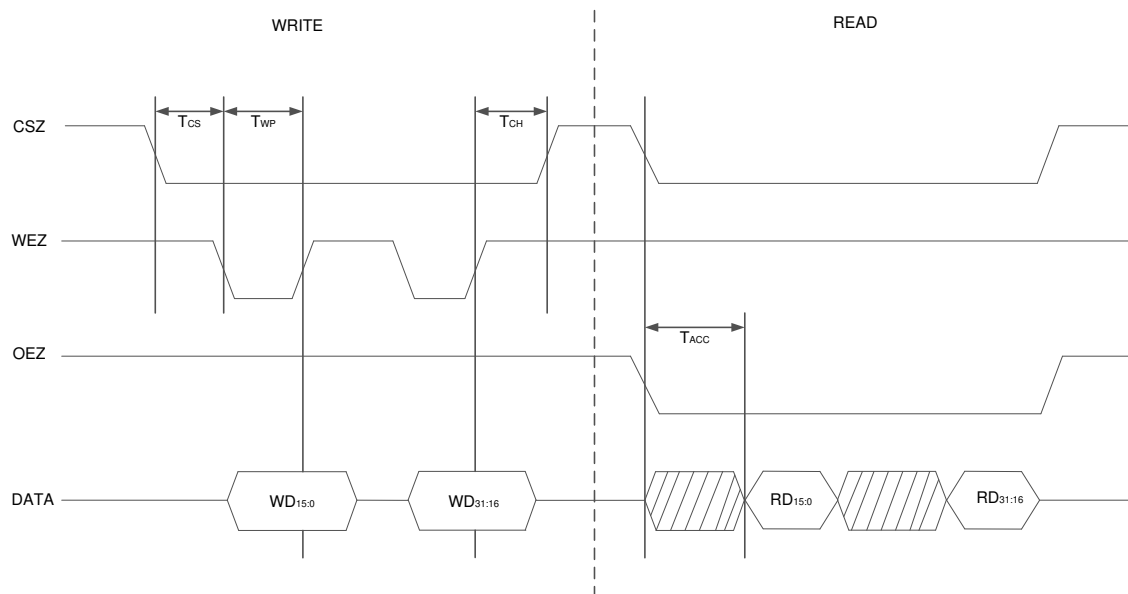 WRITE
READ
TCS
TWP
TCH
CSZ
WEZ
TACC
OEZ
DATA
WD15:0
WD31:16
RD15:0
RD31:16